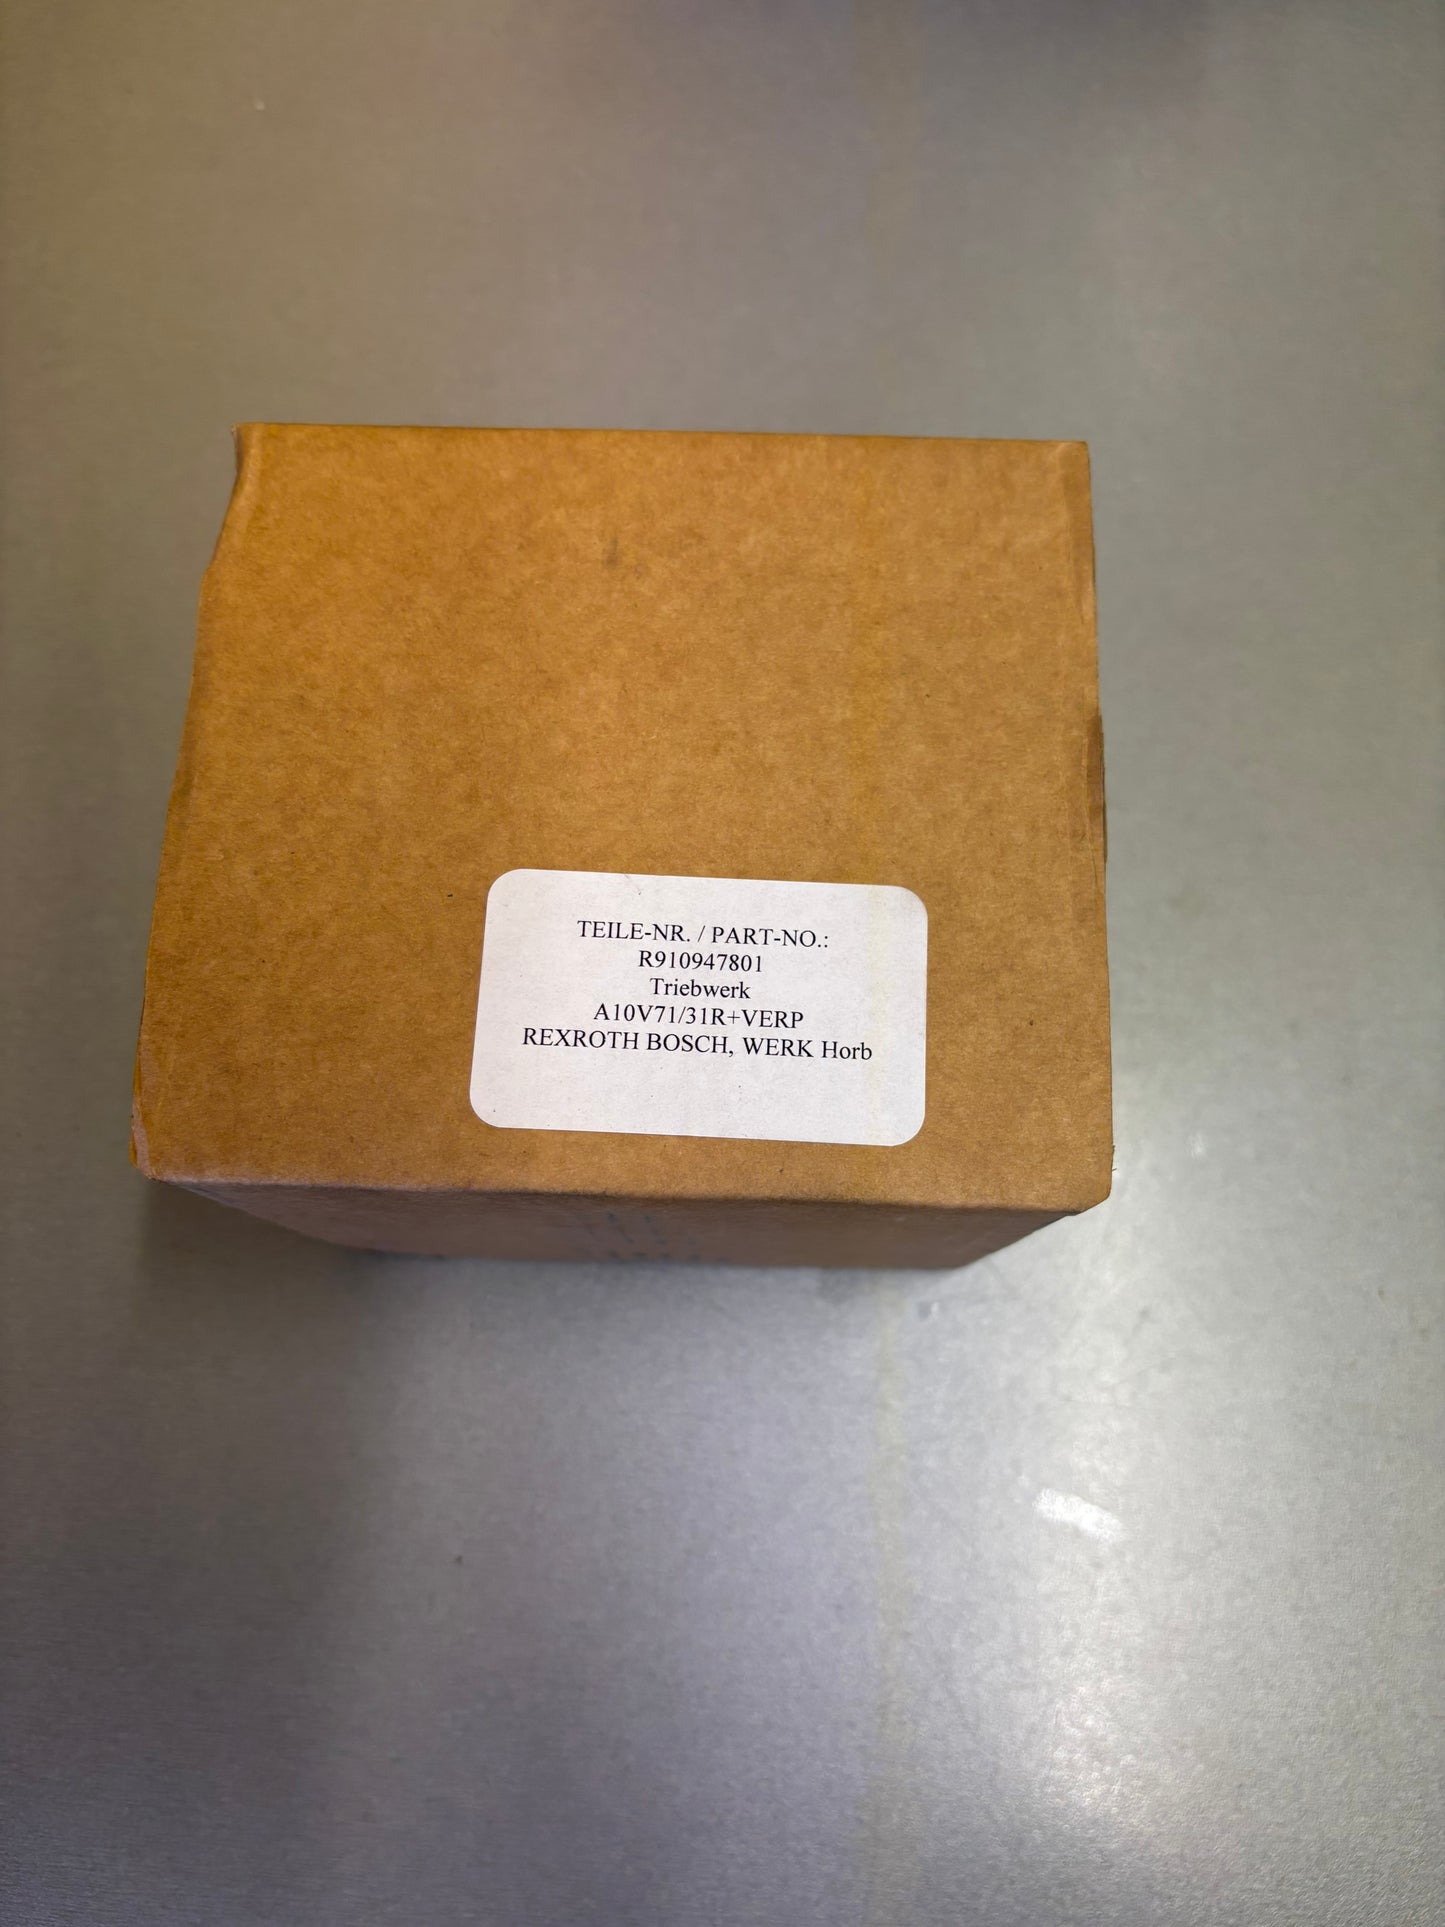 TEILE-NR. / PART-NO.:
R910947801
Triebwerk
A10V71/31R+VERP
REXROTH BOSCH, WERK Horb